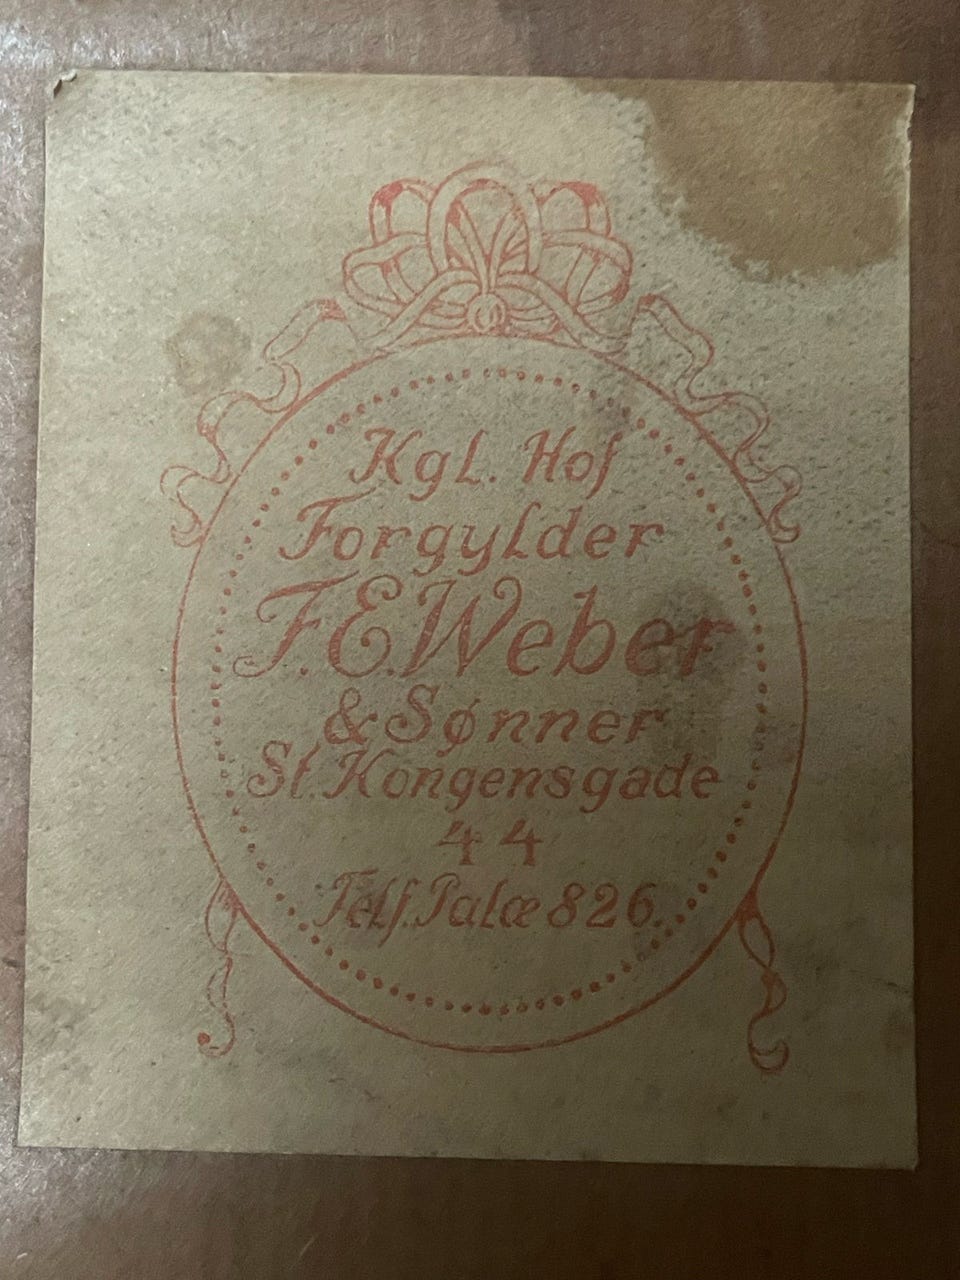 Kgl. Hof
Forgylder
F.E. Weber
& Sønner
St. Kongensgade
44
Telf. Palæ 826.